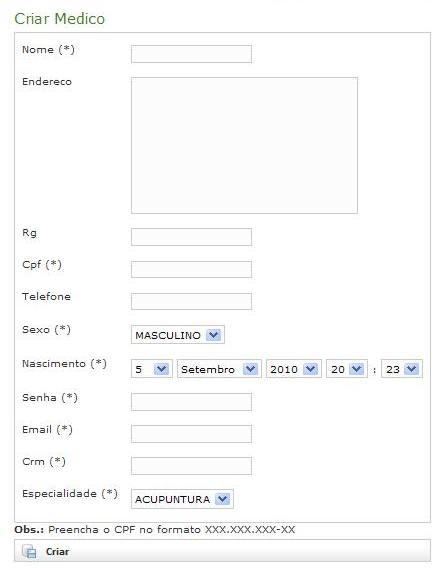 Criar Medico
Nome (*)
Endereco
Rg
Cpf (*)
Telefone
Sexo (*) MASCULINO
Nascimento (*) 5 Setembro 2010 20 : 23
Senha (*)
Email (*)
Crm (*)
Especialidade (*) ACUPUNTURA
Obs.: Preencha o CPF no formato XXX.XXX.XXX-XX
Criar